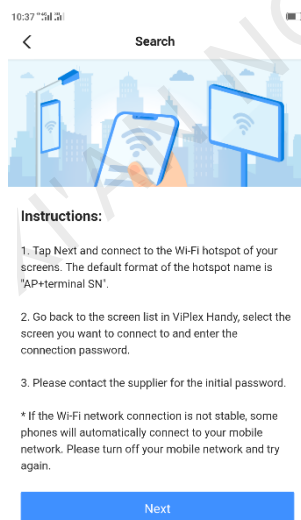 10:37
Search
Instructions:
1. Tap Next and connect to the Wi-Fi hotspot of your
screens. The default format of the hotspot name is
"AP+terminal SN".
2. Go back to the screen list in ViPlex Handy, select the
screen you want to connect to and enter the
connection password.
3. Please contact the supplier for the initial password.
* If the Wi-Fi network connection is not stable, some
phones will automatically connect to your mobile
network. Please turn off your mobile network and try
again.
Next